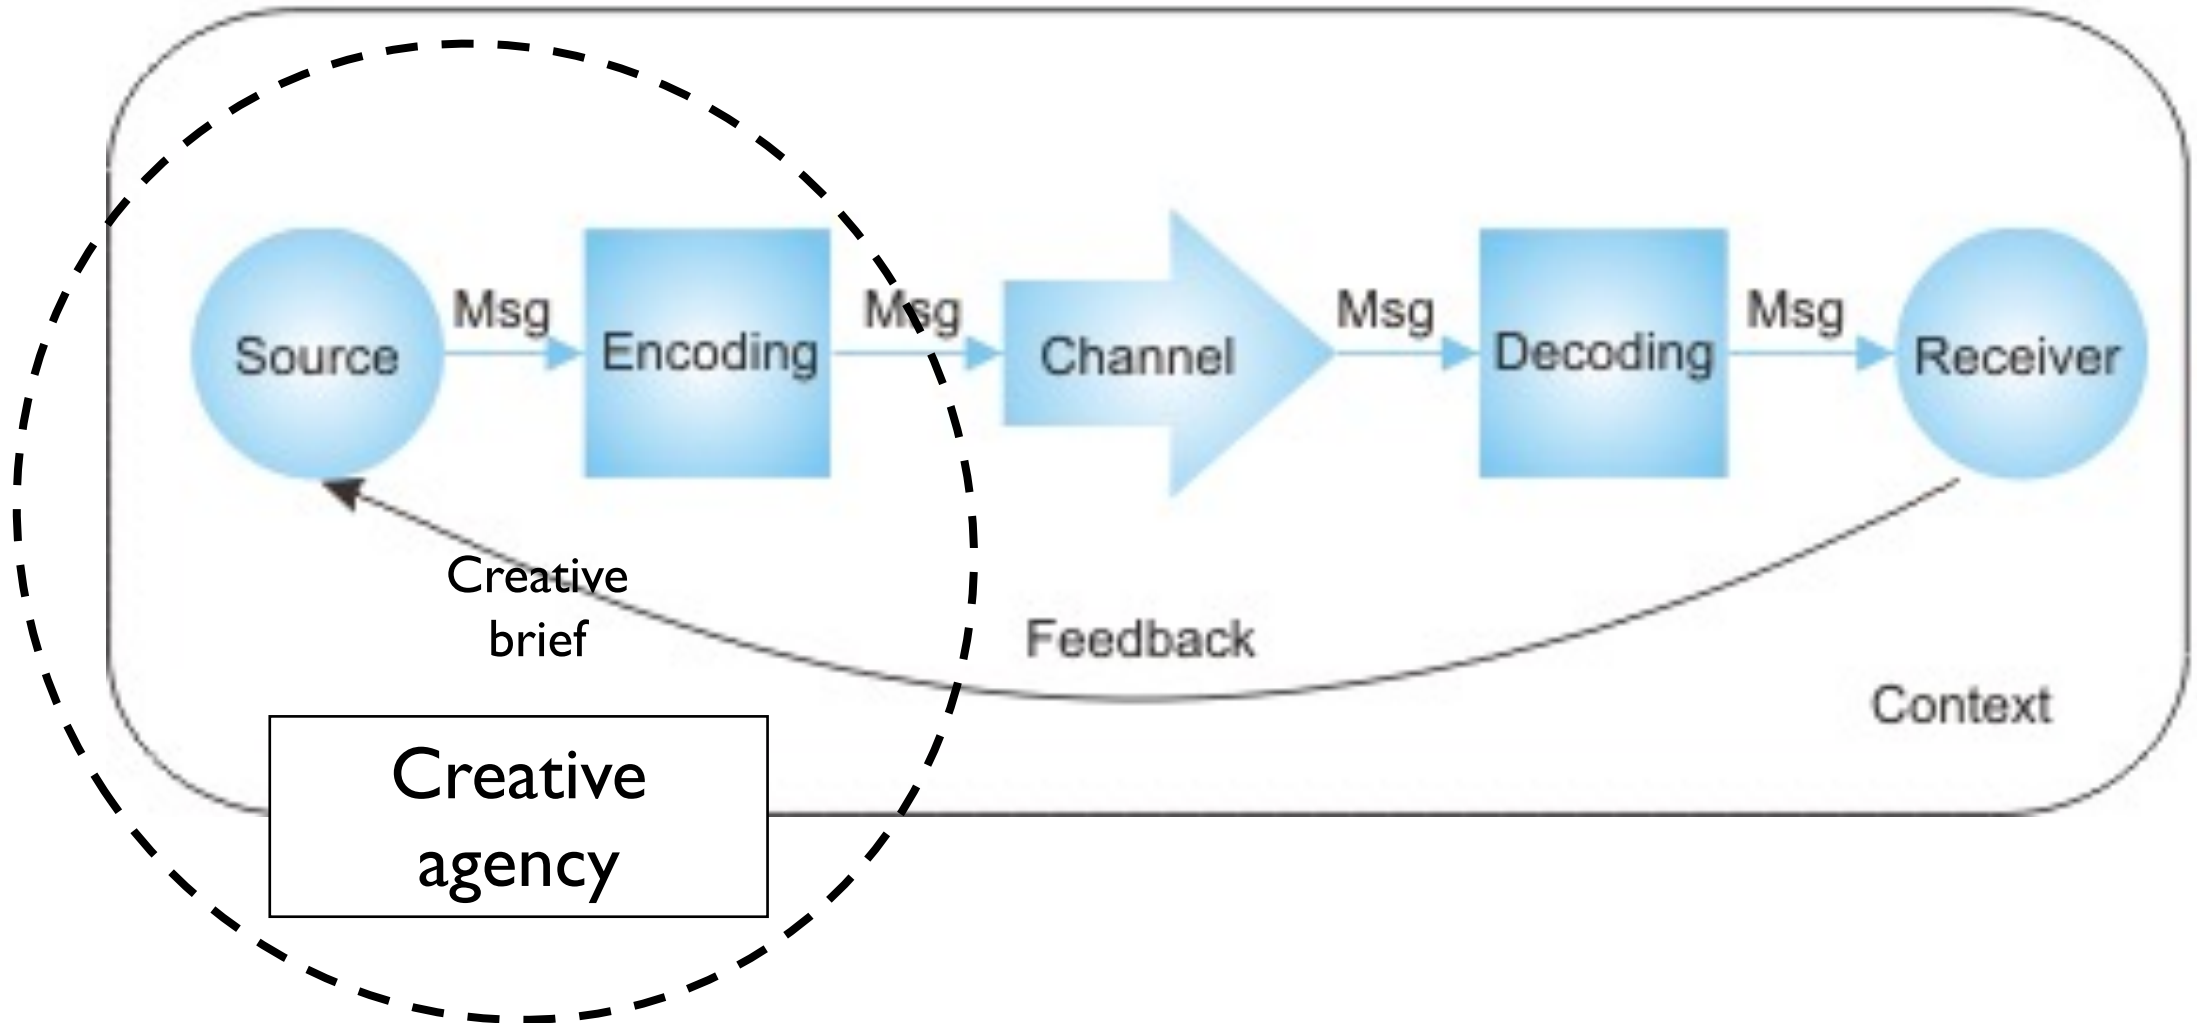 Msg
Msg
Msg
Msg
Source
Encoding
Channel
Decoding
Receiver
Creative
brief
Feedback
Context
Creative
agency